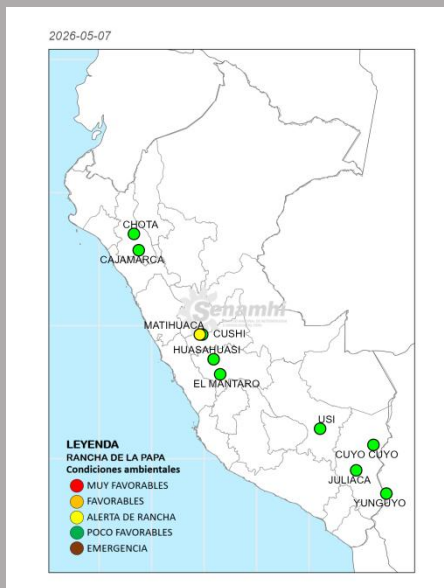 2026-05-07
CHOTA
CAJAMARCA
Senamhi
MATIHUACA
CUSHI
HUASAHUASI
EL MANTARO
USI
CUYO CUYO
JULIACA
YUNGUYO
LEYENDA
RANCHA DE LA PAPA
Condiciones ambientales
MUY FAVORABLES
FAVORABLES
ALERTA DE RANCHA
POCO FAVORABLES
EMERGENCIA